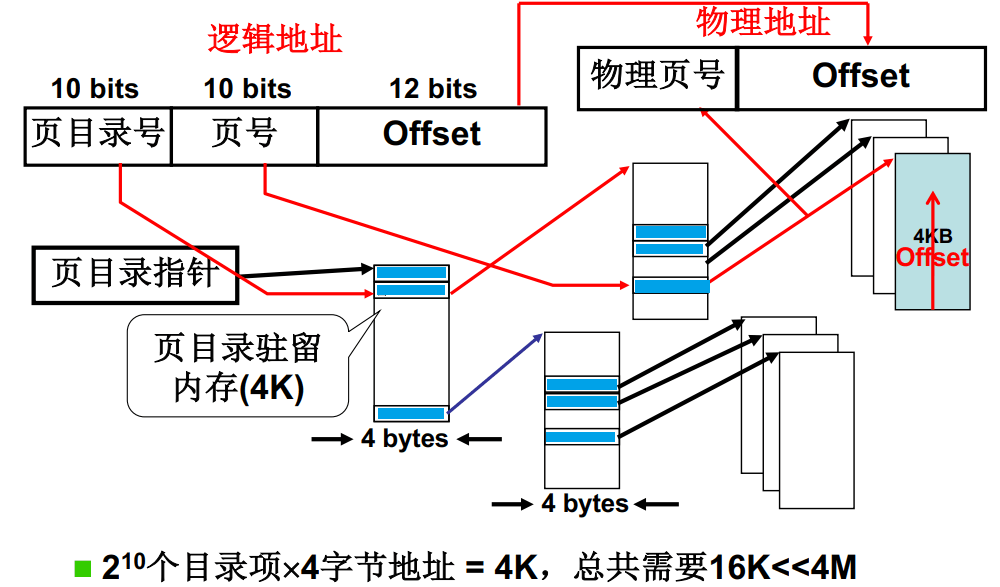 逻辑地址
物理地址
10 bits 10 bits 12 bits
页目录号 页号 Offset
物理页号 Offset
页目录指针
4KB
Offset
页目录驻留
内存(4K)
4 bytes
4 bytes
2¹⁰个目录项×4字节地址 = 4K，总共需要16K<<4M